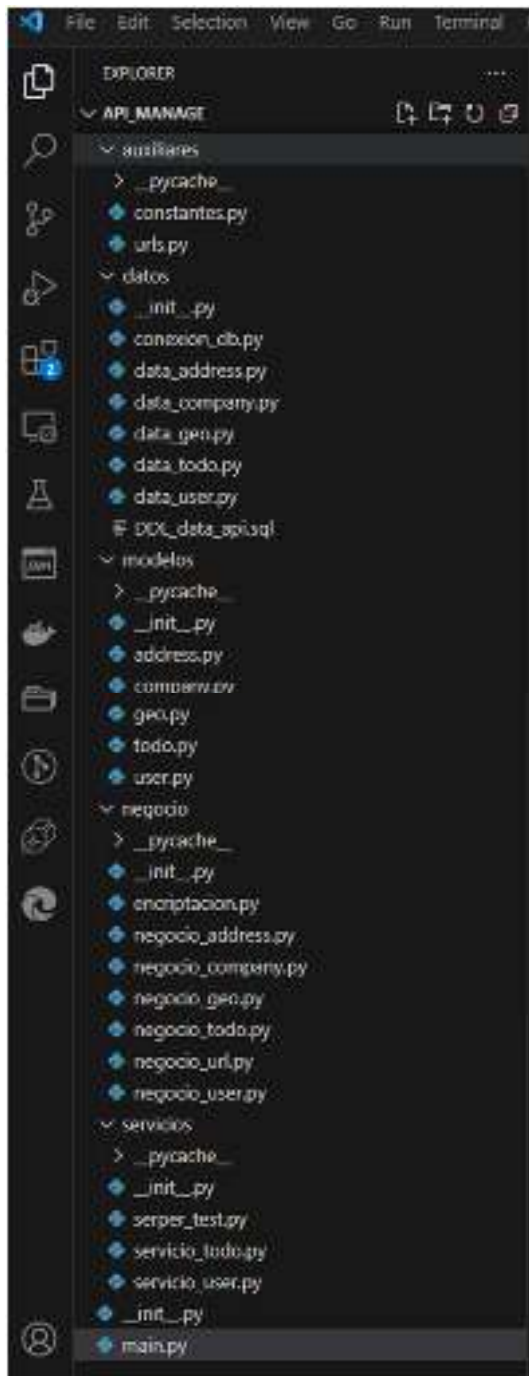 File Edit Selection View Go Run Terminal
EXPLORER
API_MANAGE
auxiliares
__pycache__
constantes.py
urls.py
datos
__init__.py
conexion_db.py
data_address.py
data_company.py
data_geo.py
data_todo.py
data_user.py
DDL_data_api.sql
modelos
__pycache__
__init__.py
address.py
company.py
geo.py
todo.py
user.py
negocio
__pycache__
__init__.py
encriptacion.py
negocio_address.py
negocio_company.py
negocio_geo.py
negocio_todo.py
negocio_url.py
negocio_user.py
servicios
__pycache__
__init__.py
serper_test.py
servicio_todo.py
servicio_user.py
__init__.py
main.py
2